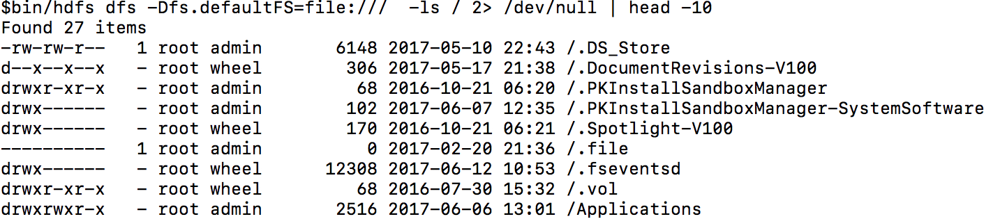 $bin/hdfs dfs -Dfs.defaultFS=file:///  -ls / 2> /dev/null | head -10
Found 27 items
-rw-rw-r--   1 root admin       6148 2017-05-10 22:43 /.DS_Store
d--x--x--x   - root wheel        306 2017-05-17 21:38 /.DocumentRevisions-V100
drwxr-xr-x   - root admin         68 2016-10-21 06:20 /.PKInstallSandboxManager
drwx------   - root admin        102 2017-06-07 12:35 /.PKInstallSandboxManager-SystemSoftware
drwx------   - root wheel        170 2016-10-21 06:21 /.Spotlight-V100
----------   1 root admin          0 2017-02-20 21:36 /.file
drwx------   - root wheel      12308 2017-06-12 10:53 /.fseventsd
drwxr-xr-x   - root wheel         68 2016-07-30 15:32 /.vol
drwxrwxr-x   - root admin       2516 2017-06-06 13:01 /Applications